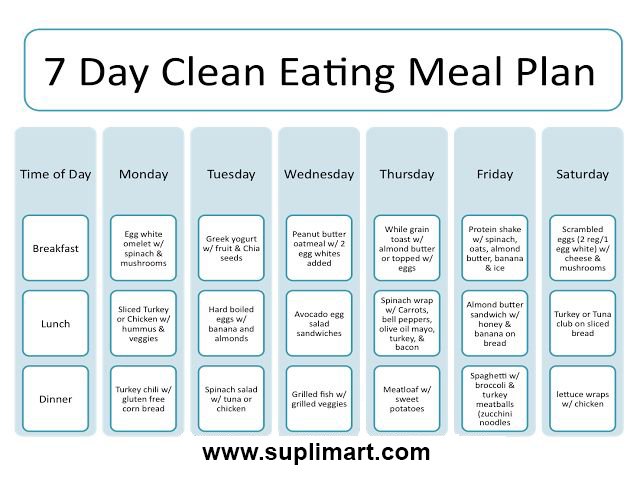 7 Day Clean Eating Meal Plan
Time of Day
Monday
Tuesday
Wednesday
Thursday
Friday
Saturday
Breakfast
Egg white
omelet w/
spinach &
mushrooms
Greek yogurt
w/ fruit & Chia
seeds
Peanut butter
oatmeal w/ 2
egg whites
added
While grain
toast w/
almond butter
or topped w/
eggs
Protein shake
w/ spinach,
oats, almond
butter, banana
& ice
Scrambled
eggs (2 reg/1
egg white) w/
cheese &
mushrooms
Lunch
Sliced Turkey
or Chicken w/
hummus &
veggies
Hard boiled
eggs w/
banana and
almonds
Avocado egg
salad
sandwiches
Spinach wrap
w/ Carrots,
bell peppers,
olive oil mayo,
turkey, &
bacon
Almond butter
sandwich w/
honey &
banana on
bread
Turkey or Tuna
club on sliced
bread
Dinner
Turkey chili w/
gluten free
corn bread
Spinach salad
w/ tuna or
chicken
Grilled fish w/
grilled veggies
Meatloaf w/
sweet
potatoes
Spaghetti w/
broccoli &
turkey
meatballs
(zucchini
noodles
lettuce wraps
w/ chicken
www.suplimart.com